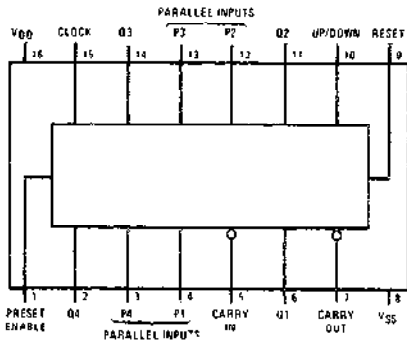 PARALLEL INPUTS
VDD CLOCK Q3 P3 P2 Q2 UP/DOWN RESET
16 15 14 13 12 11 10 9
1 2 3 4 5 6 7 8
PRESET ENABLE Q4 P4 P1 CARRY IN Q1 CARRY OUT VSS
PARALLEL INPUTS